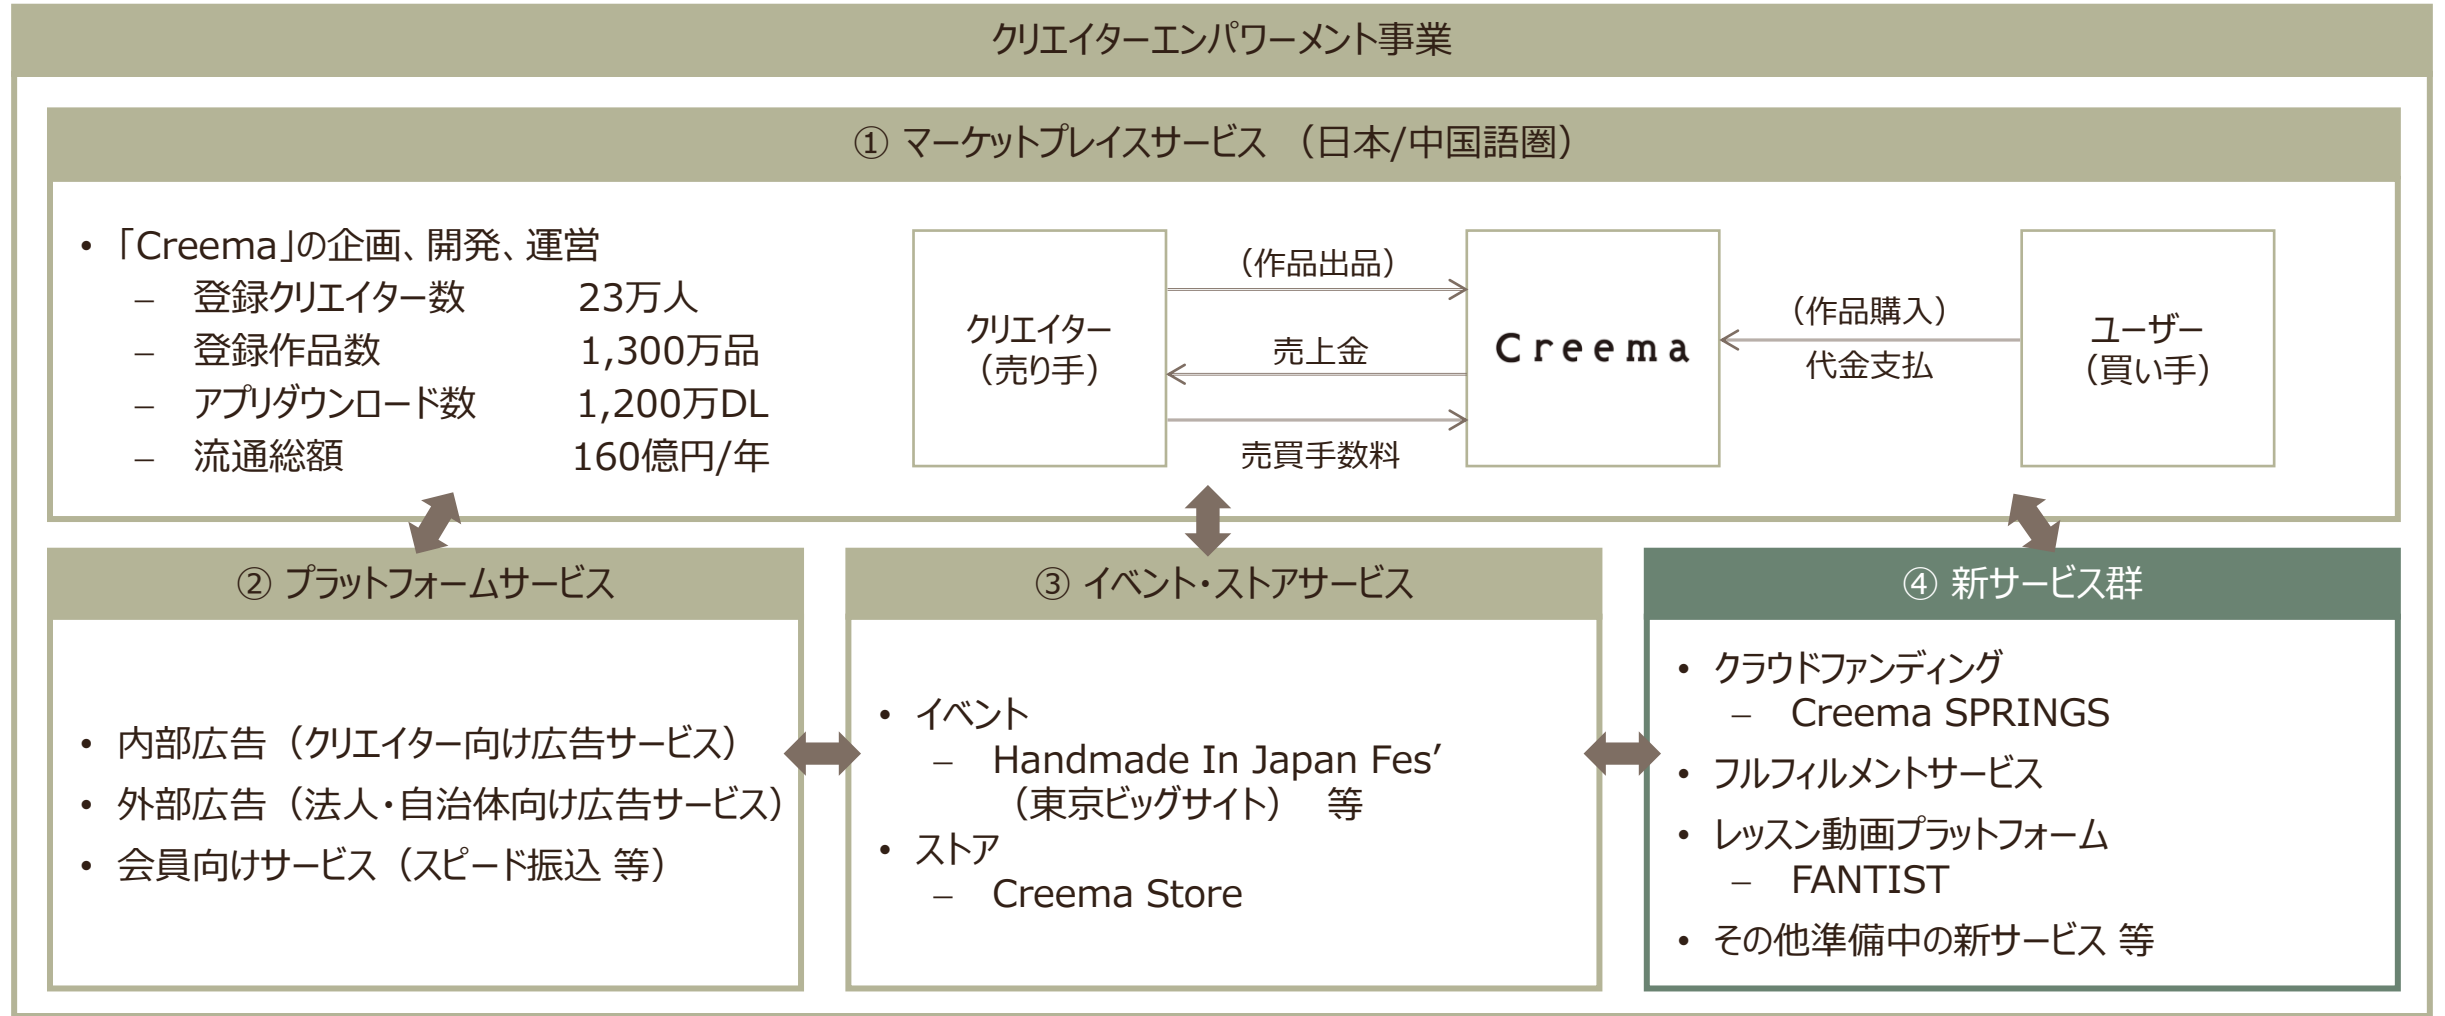 クリエイターエンパワーメント事業
① マーケットプレイスサービス （日本/中国語圏）
• 「Creema」の企画、開発、運営
– 登録クリエイター数 23万人
– 登録作品数 1,300万品
– アプリダウンロード数 1,200万DL
– 流通総額 160億円/年
クリエイター
（売り手）
（作品出品）
売上金
売買手数料
Creema
（作品購入）
代金支払
ユーザー
（買い手）
② プラットフォームサービス
• 内部広告（クリエイター向け広告サービス）
• 外部広告（法人・自治体向け広告サービス）
• 会員向けサービス（スピード振込 等）
③ イベント・ストアサービス
• イベント
– Handmade In Japan Fes’
（東京ビッグサイト） 等
• ストア
– Creema Store
④ 新サービス群
• クラウドファンディング
– Creema SPRINGS
• フルフィルメントサービス
• レッスン動画プラットフォーム
– FANTIST
• その他準備中の新サービス 等